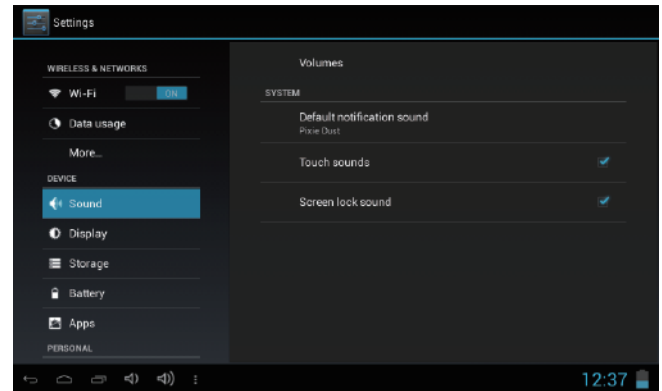 Settings
WIRELESS & NETWORKS
Wi-Fi ON
Data usage
More...
DEVICE
Sound
Display
Storage
Battery
Apps
PERSONAL
Volumes
SYSTEM
Default notification sound
Pixie Dust
Touch sounds
Screen lock sound
12:37